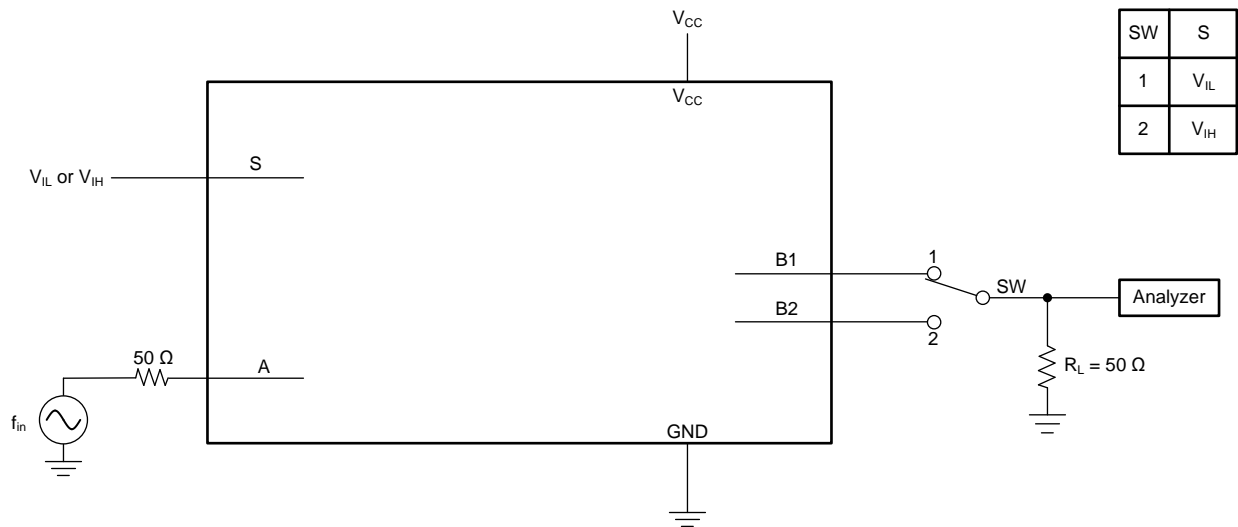 V_CC
SW S
1 V_IL
2 V_IH
V_CC
S
V_IL or V_IH
B1
1
SW
Analyzer
B2
2
50 Ω
A
R_L = 50 Ω
f_in
GND